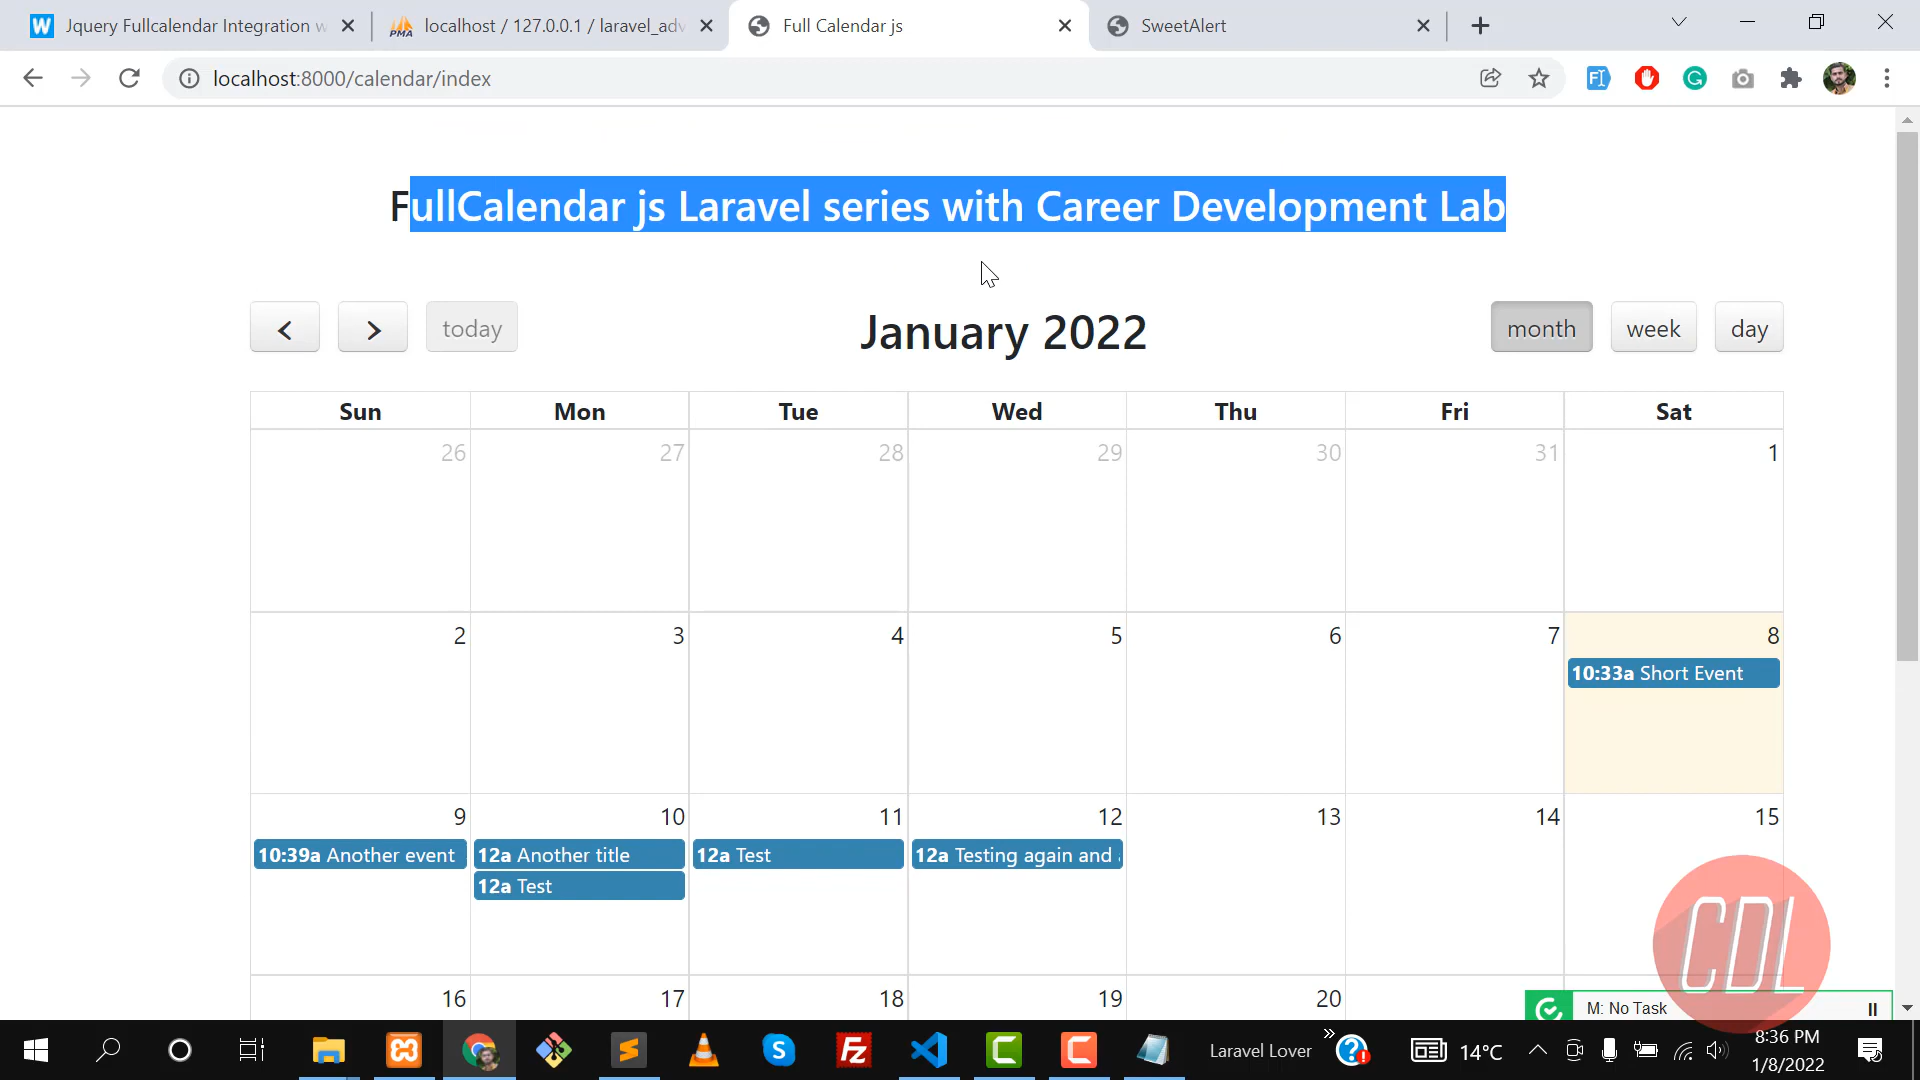 Jquery Fullcalendar Integration w
localhost / 127.0.0.1 / laravel_adv
Full Calendar js
SweetAlert
localhost:8000/calendar/index
FullCalendar js Laravel series with Career Development Lab
today
January 2022
month
week
day
Sun Mon Tue Wed Thu Fri Sat
26 27 28 29 30 31 1
2 3 4 5 6 7 8
10:33a Short Event
9 10 11 12 13 14 15
10:39a Another event
12a Another title
12a Test
12a Testing again and
12a Test
16 17 18 19 20
CDL
M: No Task
Laravel Lover
14°C
8:36 PM
1/8/2022